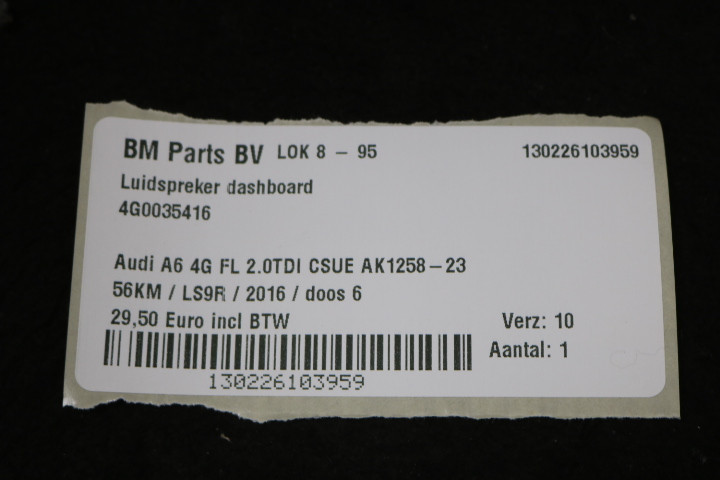 BM Parts BV LOK 8 - 95 130226103959
Luidspreker dashboard
4G0035416
Audi A6 4G FL 2.0TDI CSUE AK1258-23
56KM / LS9R / 2016 / doos 6
29,50 Euro incl BTW Verz: 10
Aantal: 1
130226103959